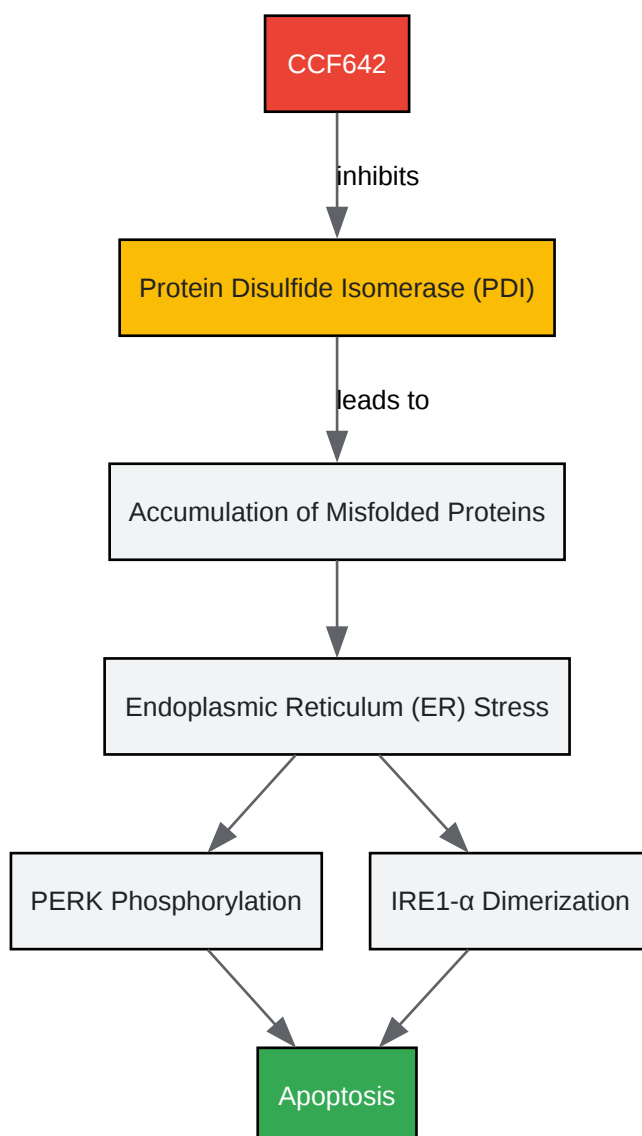 CCF642
inhibits
Protein Disulfide Isomerase (PDI)
leads to
Accumulation of Misfolded Proteins
Endoplasmic Reticulum (ER) Stress
PERK Phosphorylation
IRE1-α Dimerization
Apoptosis